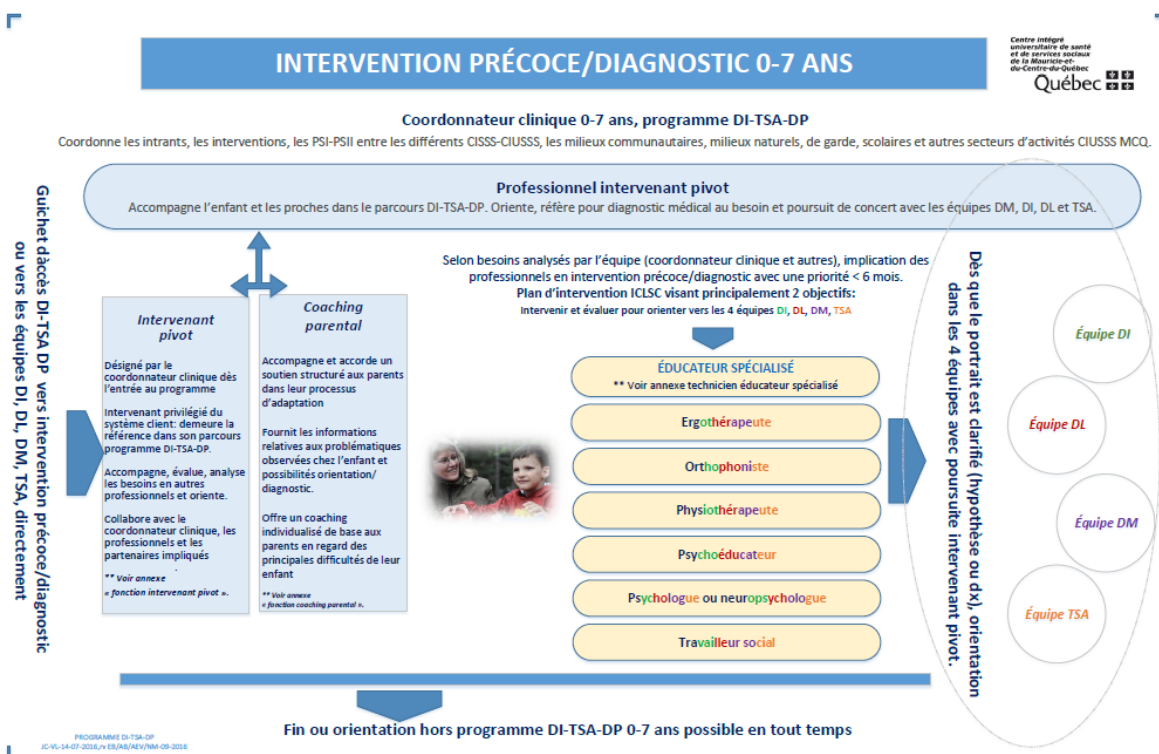 INTERVENTION PRÉCOCE/DIAGNOSTIC 0-7 ANS
Centre intégré
universitaire de santé
et de services sociaux
de la Mauricie-et-
du-Centre-du-Québec
Québec
Coordonnateur clinique 0-7 ans, programme DI-TSA-DP
Coordonne les intrants, les interventions, les PSI-PSII entre les différents CISSS-CIUSSS, les milieux communautaires, milieux naturels, de garde, scolaires et autres secteurs d'activités CIUSSS MCQ.
Professionnel intervenant pivot
Accompagne l'enfant et les proches dans le parcours DI-TSA-DP. Oriente, réfère pour diagnostic médical au besoin et poursuit de concert avec les équipes DM, DI, DL et TSA.
Guichet d'accès DI-TSA DP vers intervention précoce/diagnostic
ou vers les équipes DI, DL, DM, TSA, directement
Intervenant
pivot
Désigné par le
coordonnateur clinique dès
l'entrée au programme
Intervenant privilégié du
système client: demeure la
référence dans son parcours
programme DI-TSA-DP.
Accompagne, évalue, analyse
les besoins en autres
professionnels et oriente.
Collabore avec le
coordonnateur clinique, les
professionnels et les
partenaires impliqués
.
** Voir annexe
« fonction intervenant pivot ».
Coaching
parental
Accompagne et accorde un
soutien structuré aux parents
dans leur processus
d'adaptation
Fournit les informations
relatives aux problématiques
observées chez l'enfant et
possibilités orientation/
diagnostic.
Offre un coaching
individualisé de base aux
parents en regard des
principales difficultés de leur
enfant
** Voir annexe
« fonction coaching parental ».
Selon besoins analysés par l'équipe (coordonnateur clinique et autres), implication des
professionnels en intervention précoce/diagnostic avec une priorité < 6 mois.
Plan d'intervention ICLSC visant principalement 2 objectifs:
Intervenir et évaluer pour orienter vers les 4 équipes DI, DL, DM, TSA
ÉDUCATEUR SPÉCIALISÉ
** Voir annexe technicien éducateur spécialisé
Ergothérapeute
Orthophoniste
Physiothérapeute
Psychoéducateur
Psychologue ou neuropsychologue
Travailleur social
Dès que le portrait est clarifié (hypothèse ou dx), orientation
dans les 4 équipes avec poursuite intervenant pivot.
Équipe DI
Équipe DL
Équipe DM
Équipe TSA
Fin ou orientation hors programme DI-TSA-DP 0-7 ans possible en tout temps
PROGRAMME DI-TSA-DP
JC-VL-14-07-2016,rv EB/AB/AEV/NM-09-2016